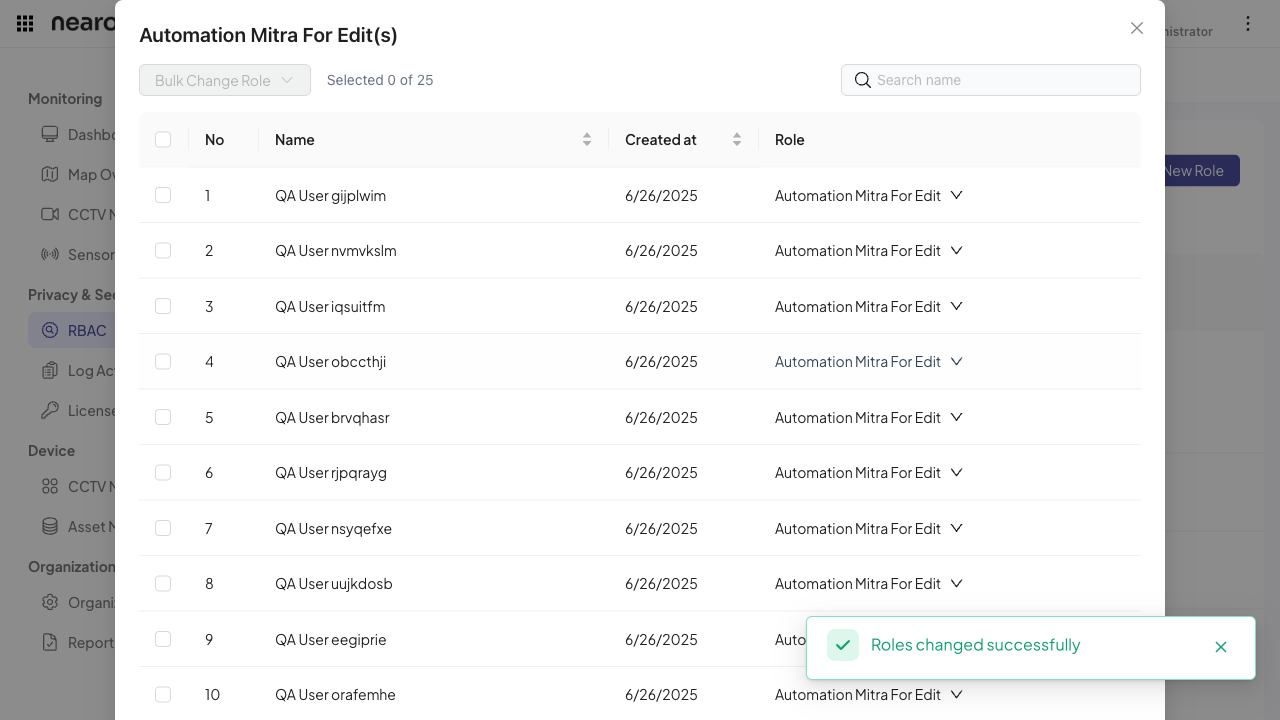 Automation Mitra For Edit(s)
Bulk Change Role
Selected 0 of 25
Search name
No Name Created at Role
1 QA User gijplwim 6/26/2025 Automation Mitra For Edit
2 QA User nvmvkslm 6/26/2025 Automation Mitra For Edit
3 QA User iqsuitfm 6/26/2025 Automation Mitra For Edit
4 QA User obccthji 6/26/2025 Automation Mitra For Edit
5 QA User brvqhasr 6/26/2025 Automation Mitra For Edit
6 QA User rjpqrayg 6/26/2025 Automation Mitra For Edit
7 QA User nsyqefxe 6/26/2025 Automation Mitra For Edit
8 QA User uujkdosb 6/26/2025 Automation Mitra For Edit
9 QA User eegiprie 6/26/2025 Auto
10 QA User orafemhe 6/26/2025 Automation Mitra For Edit
Roles changed successfully
nearo
nistrator
Monitoring
Dashbo
Map Ov
CCTV M
Sensor
Privacy & Sec
RBAC
Log Act
License
Device
CCTV M
Asset M
Organization
Organiz
Report
New Role